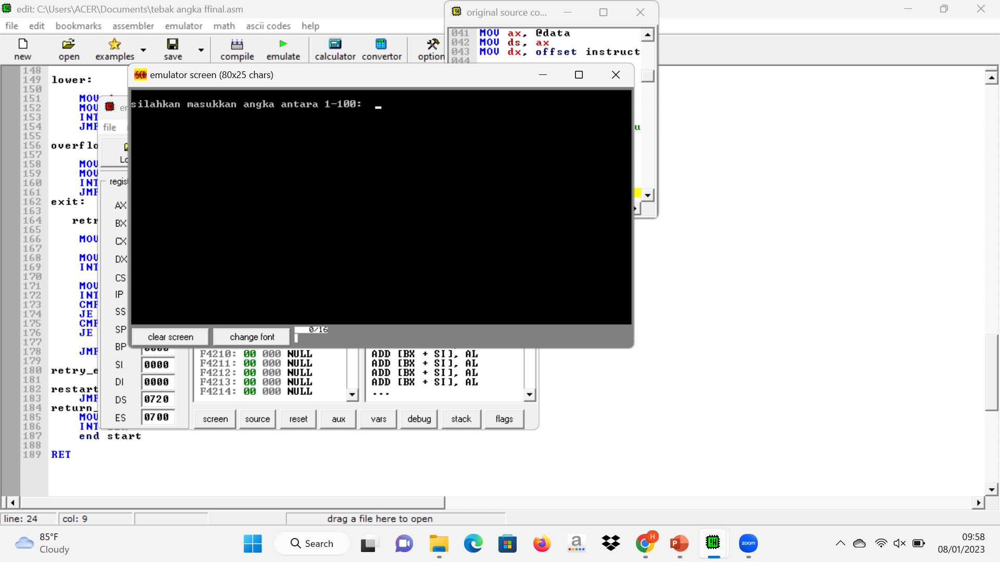 edit: C:\Users\ACER\Documents\tebak angka ffinal.asm
file edit bookmarks assembler emulator math ascii codes help
new open examples save compile emulate calculator convertor option
original source co...
041 MOV ax, @data
042 MOV ds, ax
043 MOV dx, offset instruct
044
emulator screen (80x25 chars)
silahkan masukkan angka antara 1-100:
clear screen change font 0/16
148
149 lower:
150
151 MOV
152 MOV
153 INT
154 JMP
155
156 overflo
157
158 MOV
159 MOV
160 INT
161 JMP
162 exit:
163
164 retr
165
166 MOV
167
168 MOV
169 INT
170
171 MOV
172 INT
173 CMP
174 JE
175 CMP
176 JE
177
178 JMP
179
180 retry_e
181
182 restart
183 JMP
184 return_
185 MOV
186 INT
187 end start
188
189 RET
er
file
Lo
regist
AX
BX
CX
DX
CS
IP
SS
SP
BP 0000
SI 0000
DI 0000
DS 0720
ES 0700
F4210: 00 000 NULL
F4211: 00 000 NULL
F4212: 00 000 NULL
F4213: 00 000 NULL
F4214: 00 000 NULL
ADD [BX + SI], AL
ADD [BX + SI], AL
ADD [BX + SI], AL
ADD [BX + SI], AL
...
screen source reset aux vars debug stack flags
u
line: 24 col: 9 drag a file here to open
85°F
Cloudy
Search
a
H
P
zoom
09:58
08/01/2023